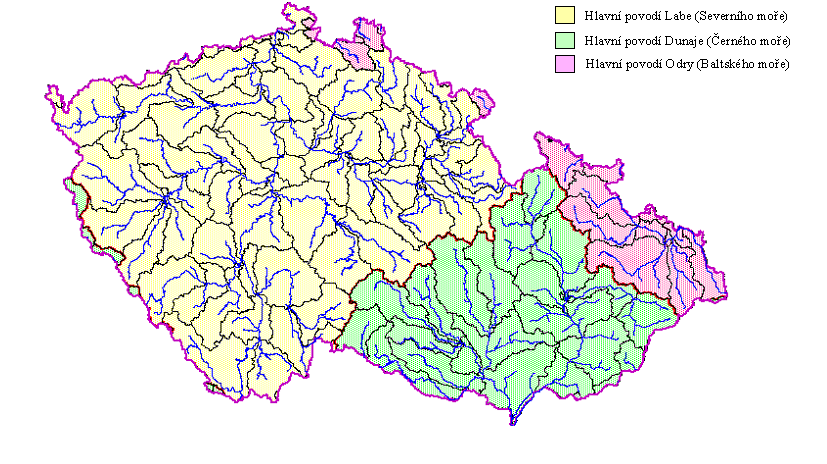 Hlavní povodí Labe (Severního moře)
Hlavní povodí Dunaje (Černého moře)
Hlavní povodí Odry (Baltského moře)